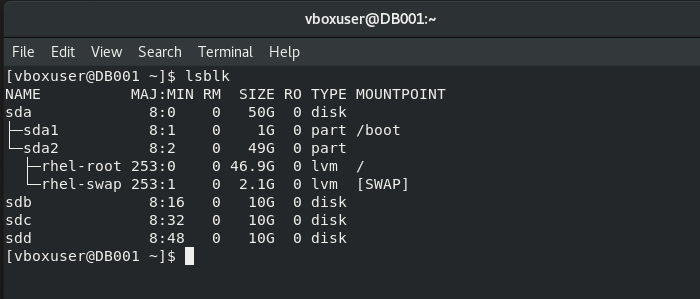 vboxuser@DB001:~
File Edit View Search Terminal Help
[vboxuser@DB001 ~]$ lsblk
NAME          MAJ:MIN RM  SIZE RO TYPE MOUNTPOINT
sda             8:0    0   50G  0 disk
├─sda1          8:1    0    1G  0 part /boot
└─sda2          8:2    0   49G  0 part
  ├─rhel-root 253:0    0 46.9G  0 lvm  /
  └─rhel-swap 253:1    0  2.1G  0 lvm  [SWAP]
sdb             8:16   0   10G  0 disk
sdc             8:32   0   10G  0 disk
sdd             8:48   0   10G  0 disk
[vboxuser@DB001 ~]$